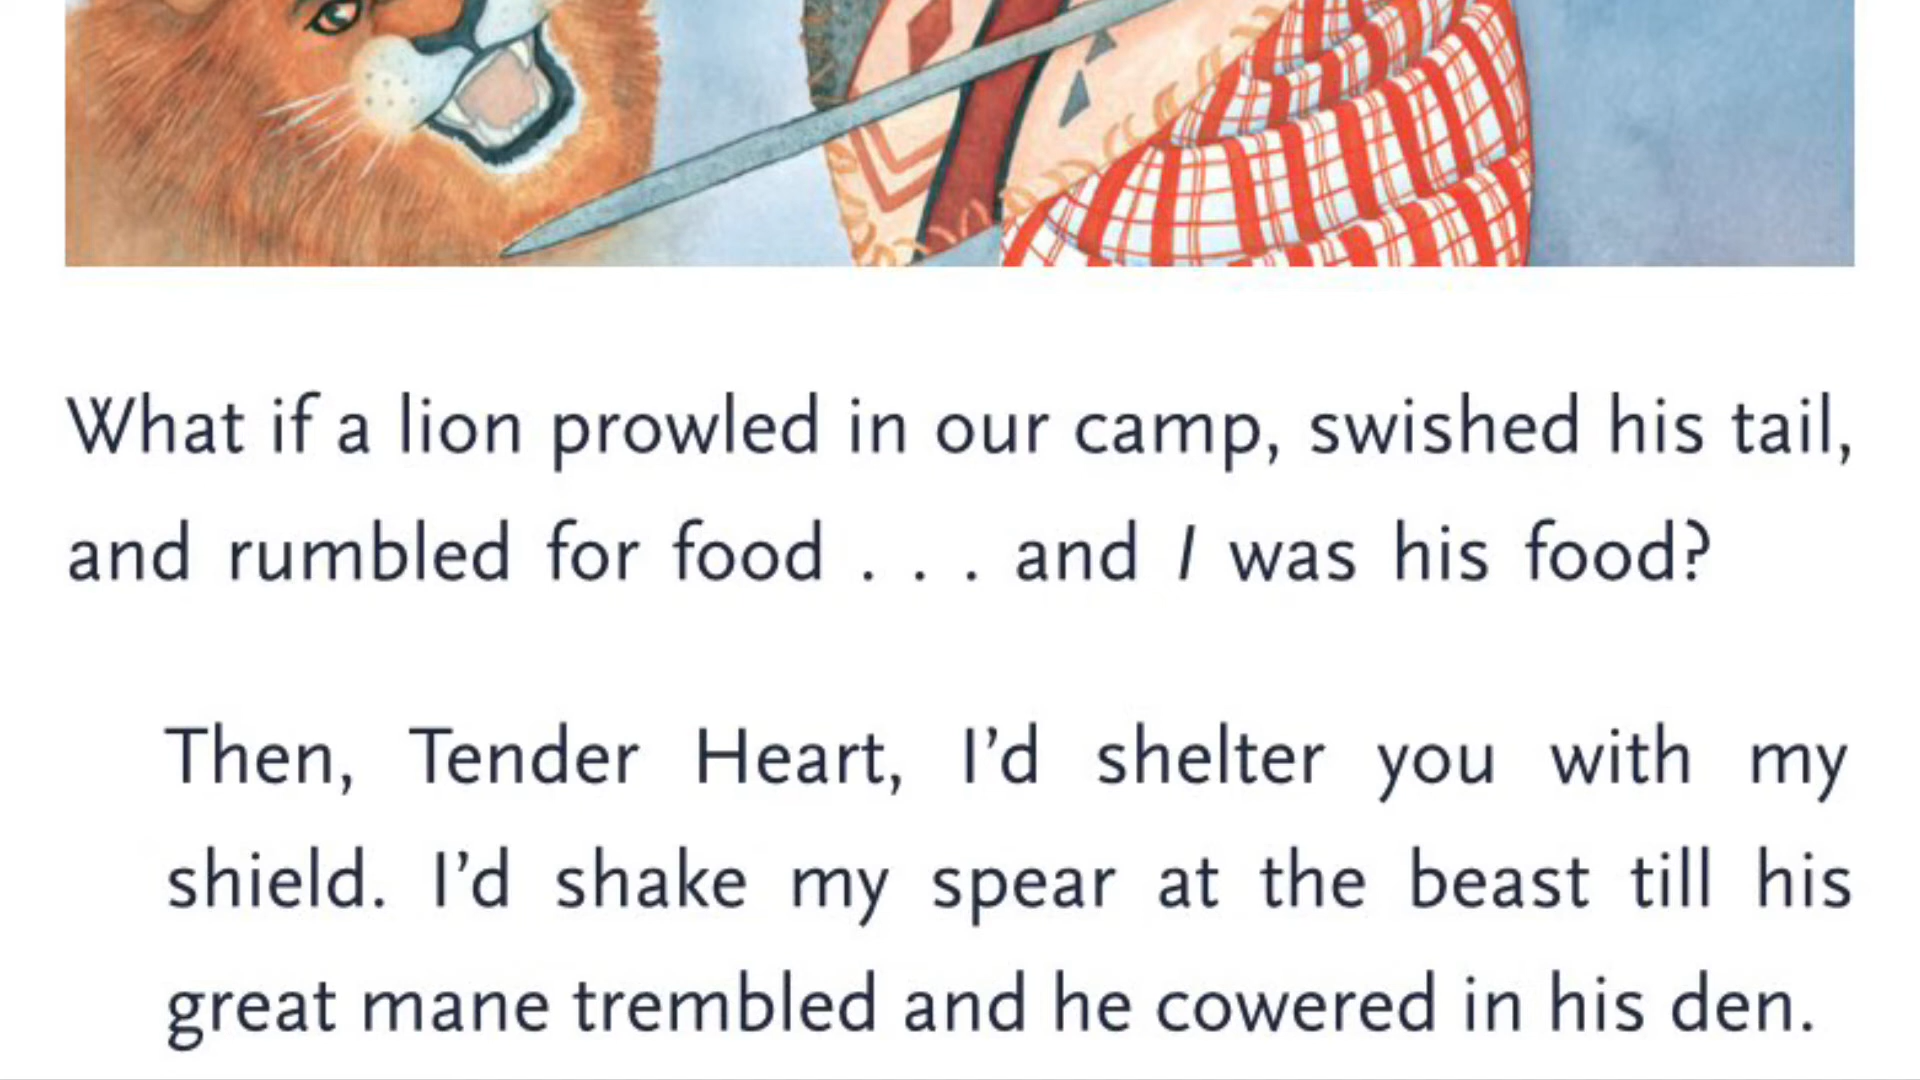 What if a lion prowled in our camp, swished his tail,
and rumbled for food . . . and I was his food?
Then, Tender Heart, I’d shelter you with my
shield. I’d shake my spear at the beast till his
great mane trembled and he cowered in his den.